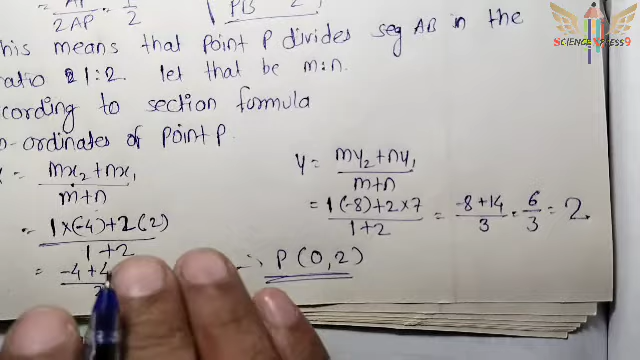 AP/2AP = 1/2 PB 2
this means that point P divides seg AB in the
ratio 1:2. let that be m:n.
according to section formula
co-ordinates of point P.
x = mx₂+nx₁/m+n
= 1×(-4)+2(2)/1+2
= -4+4
y = my₂+ny₁/m+n
= 1(-8)+2×7/1+2 = -8+14/3 = 6/3 = 2.
∴ P(0,2)
SCIENCE XPRESS 9